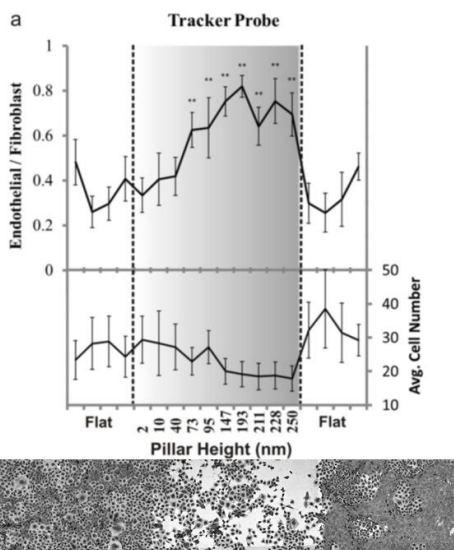 a
Tracker Probe
Endothelial / Fibroblast
1
0.8
0.6
0.4
0.2
0
** ** ** ** ** ** **
50
40
30
20
10
Avg. Cell Number
Flat 2 10 40 73 95 147 193 211 228 250 Flat
Pillar Height (nm)